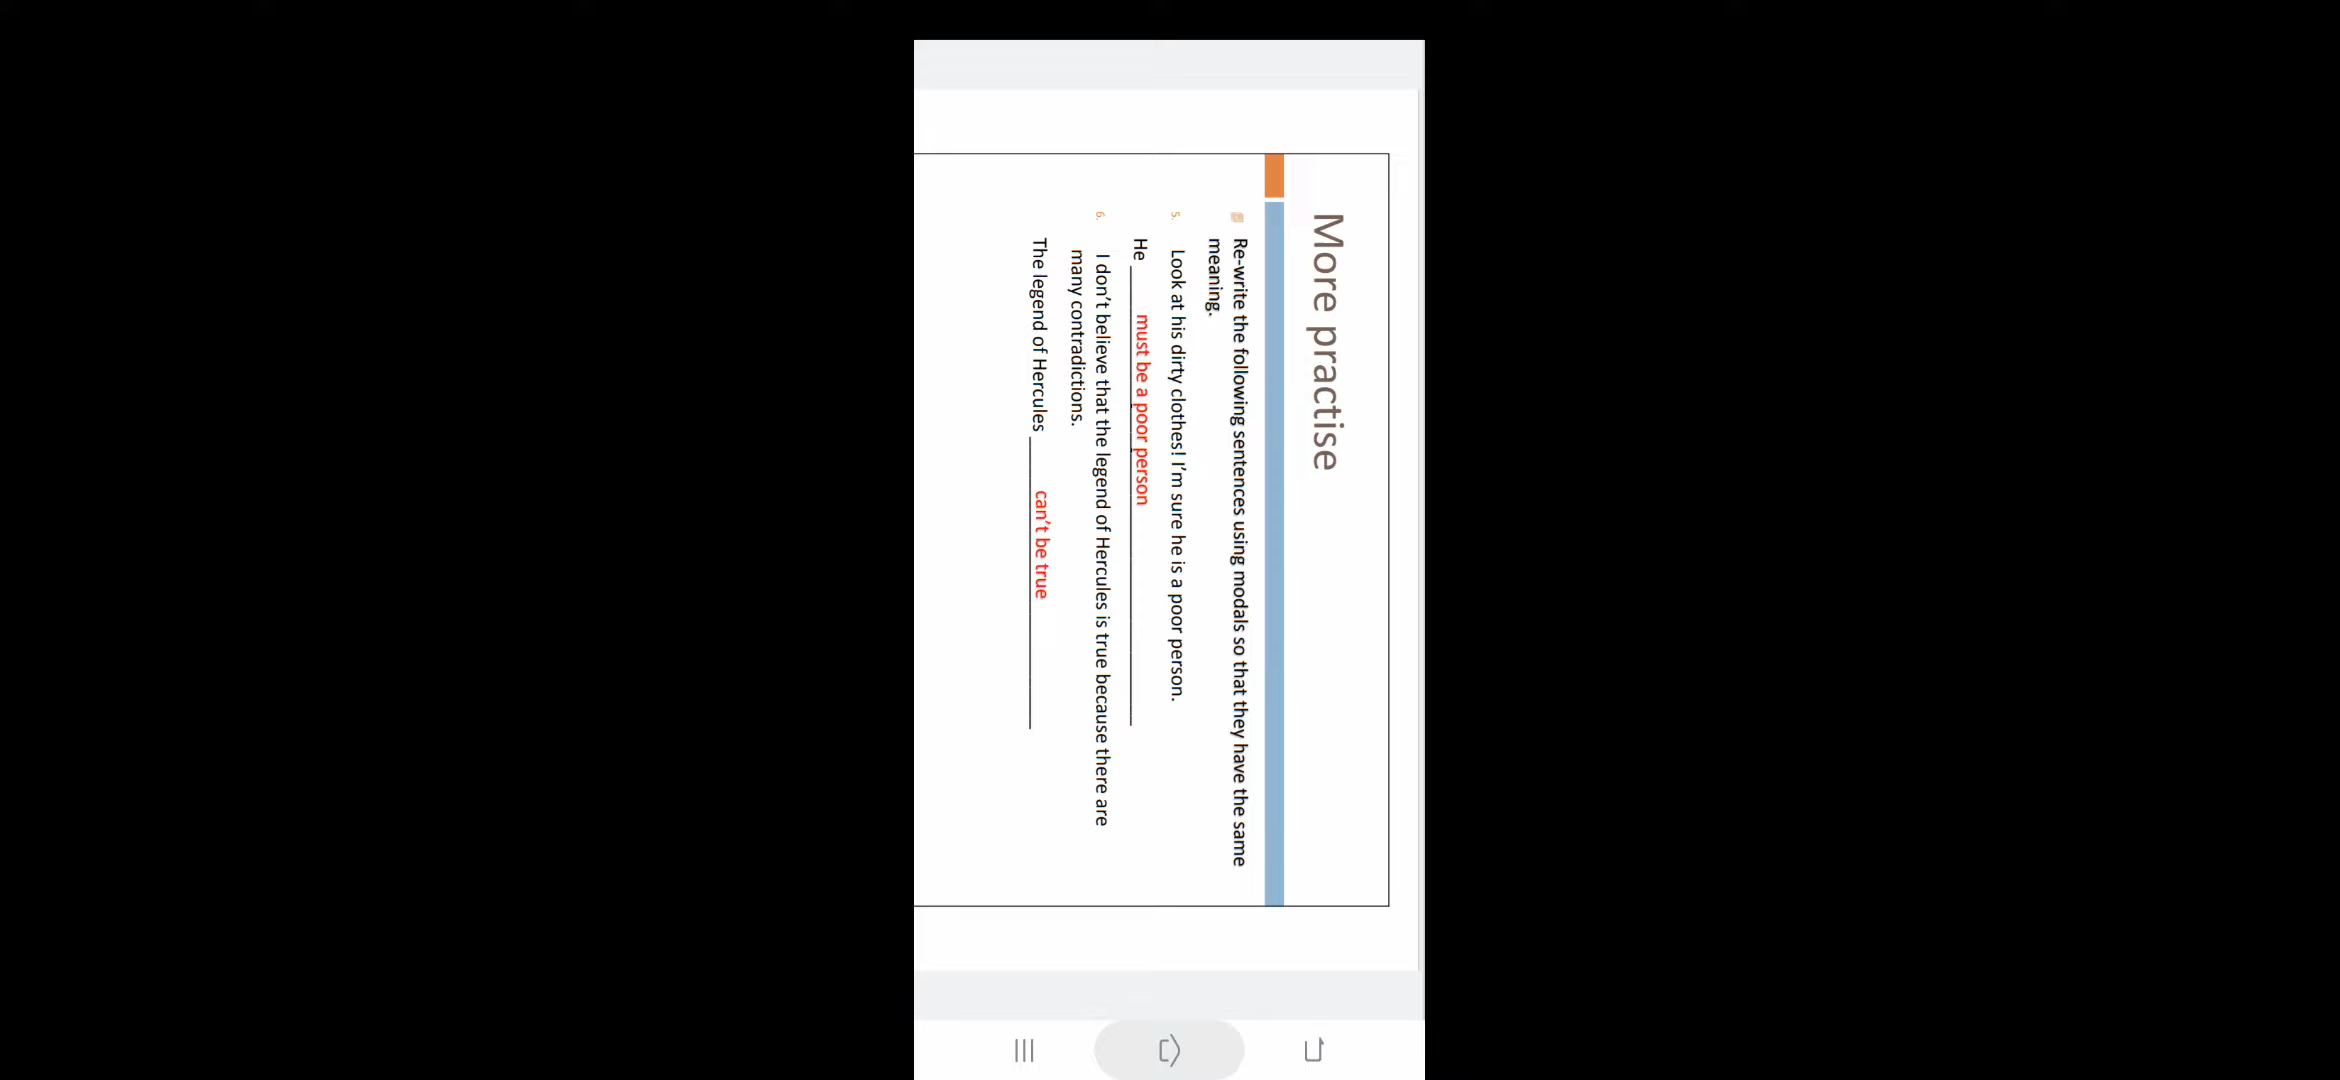 More practise
Re-write the following sentences using modals so that they have the same
meaning.
5. Look at his dirty clothes! I'm sure he is a poor person.
He must be a poor person
6. I don't believe that the legend of Hercules is true because there are
many contradictions.
The legend of Hercules can't be true